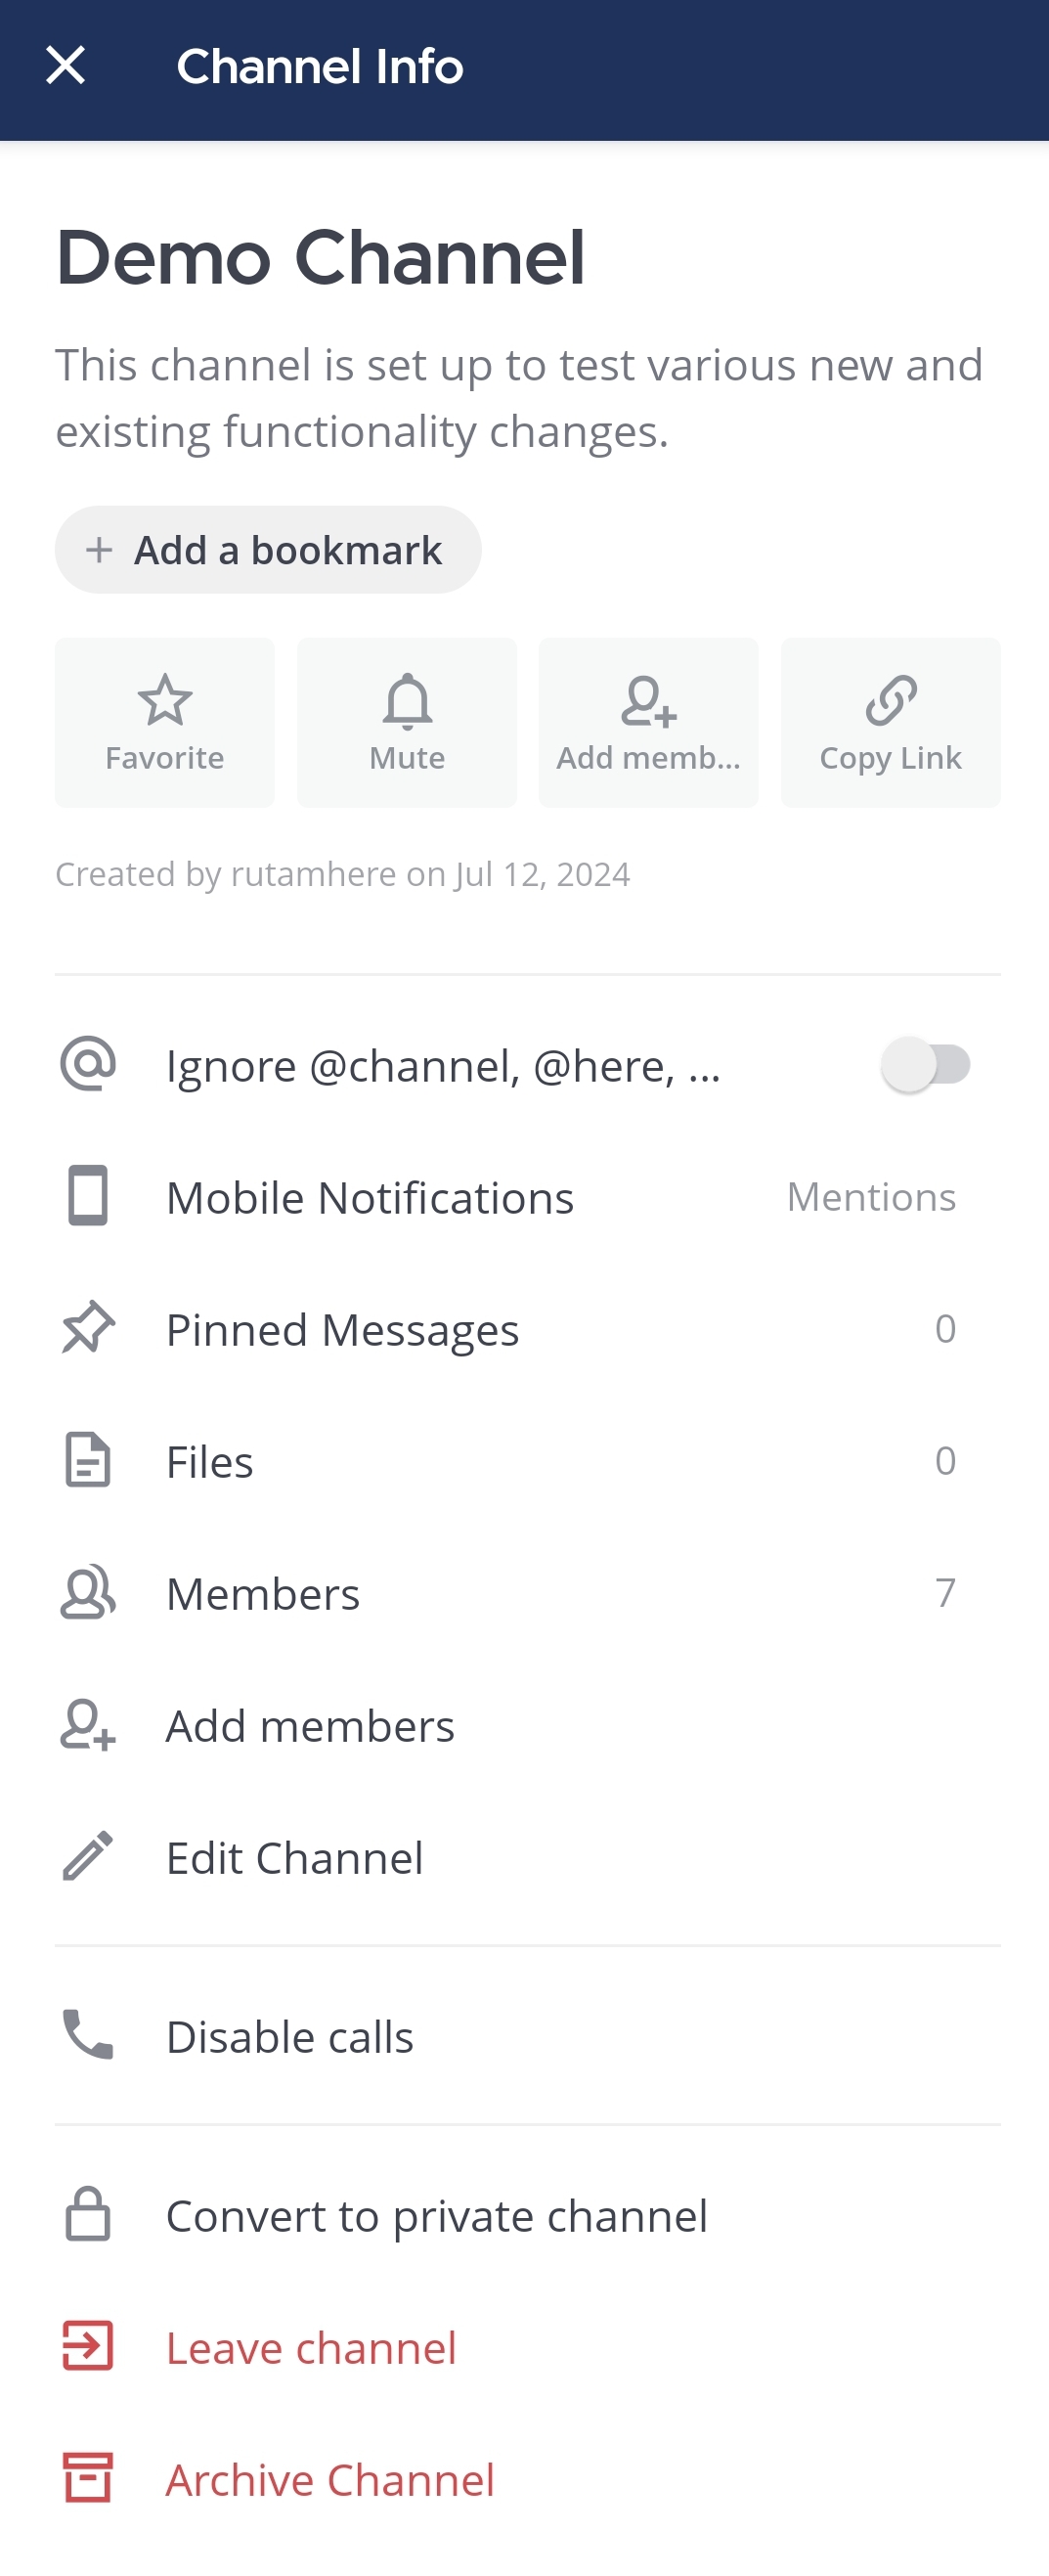 Channel Info
Demo Channel
This channel is set up to test various new and
existing functionality changes.
+ Add a bookmark
Favorite
Mute
Add memb...
Copy Link
Created by rutamhere on Jul 12, 2024
Ignore @channel, @here, ...
Mobile Notifications Mentions
Pinned Messages 0
Files 0
Members 7
Add members
Edit Channel
Disable calls
Convert to private channel
Leave channel
Archive Channel